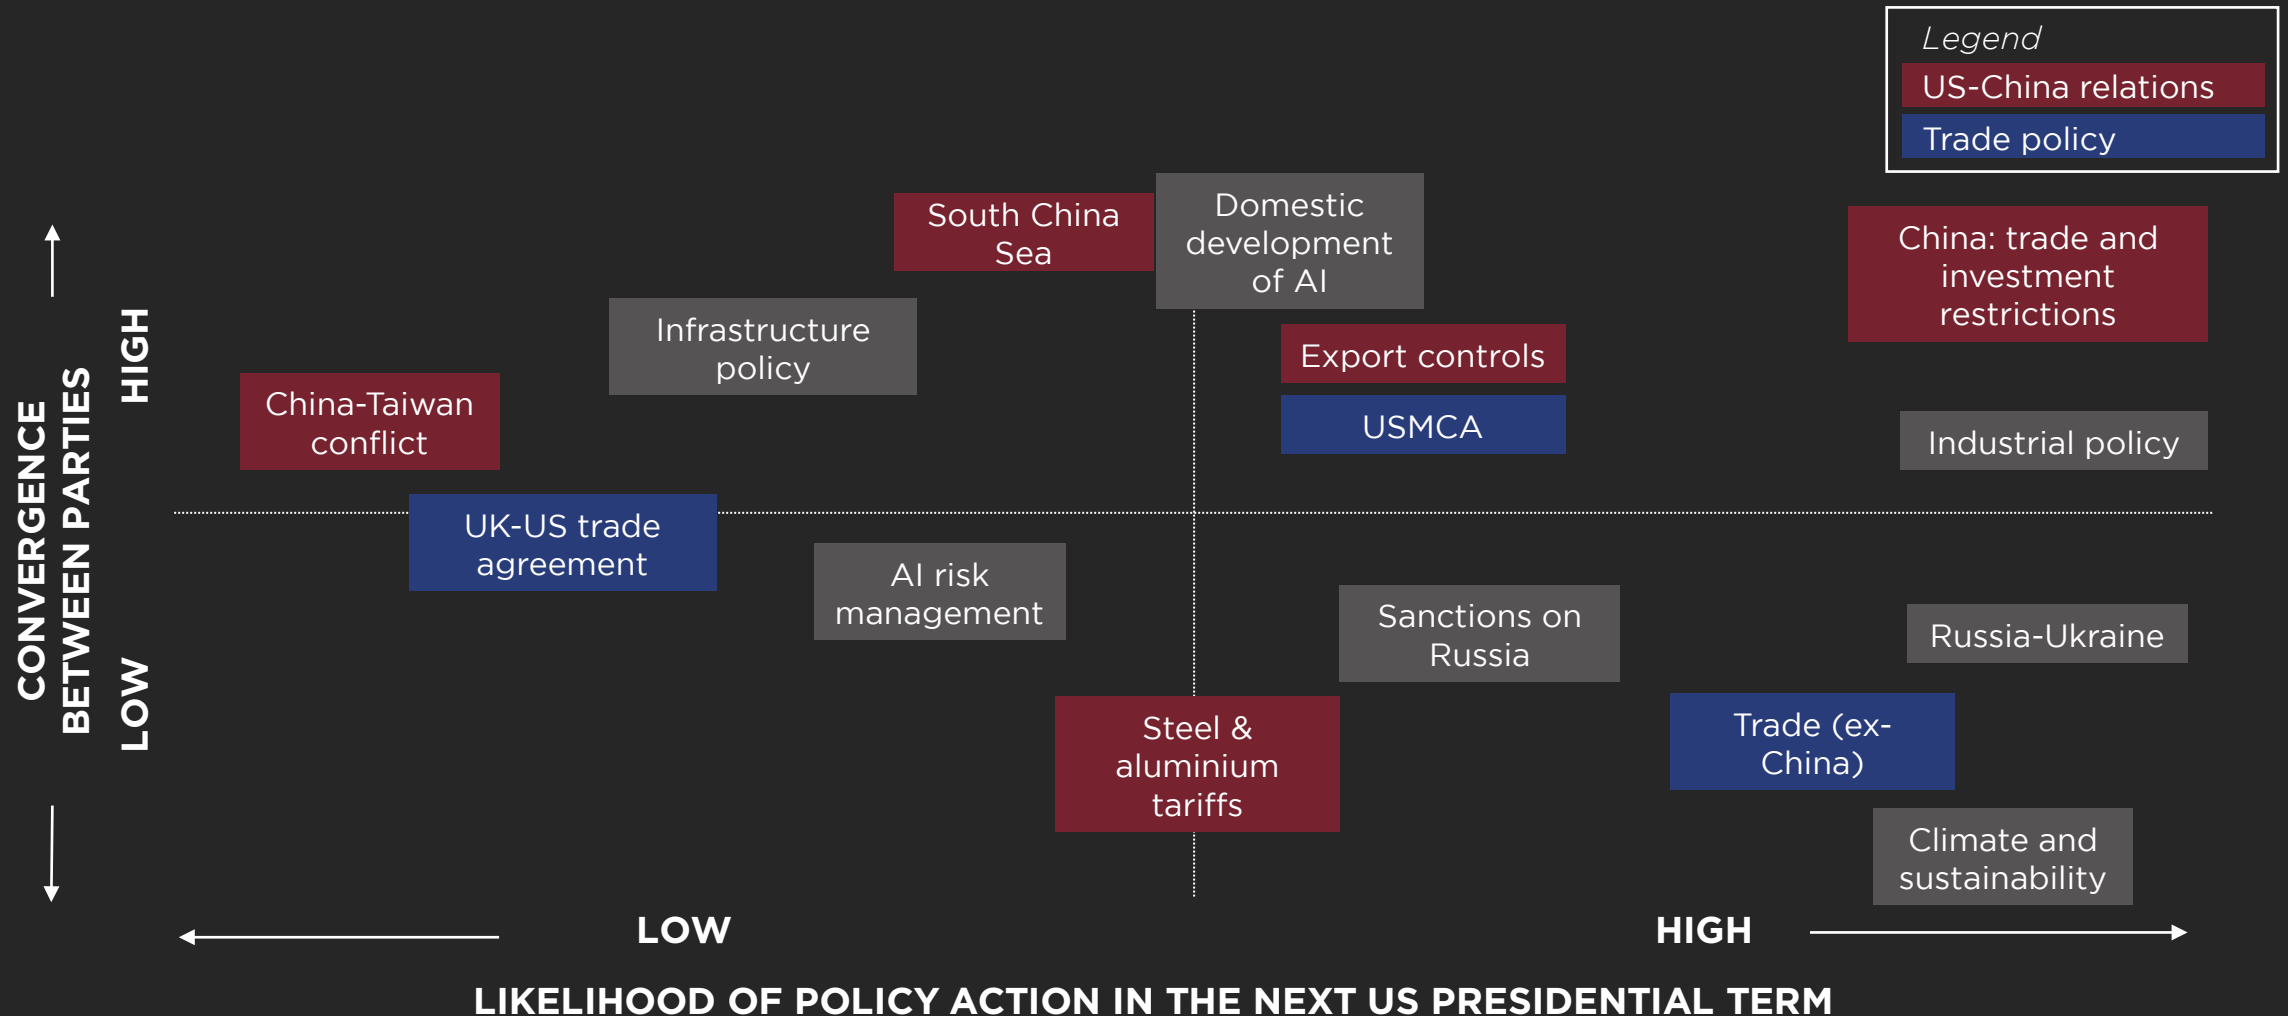 Legend
US-China relations
Trade policy
South China
Sea
Domestic
development
of AI
China: trade and
investment
restrictions
Infrastructure
policy
Export controls
USMCA
China-Taiwan
conflict
Industrial policy
UK-US trade
agreement
AI risk
management
Sanctions on
Russia
Russia-Ukraine
Steel &
aluminium
tariffs
Trade (ex-
China)
Climate and
sustainability
CONVERGENCE
BETWEEN PARTIES
HIGH
LOW
LOW
HIGH
LIKELIHOOD OF POLICY ACTION IN THE NEXT US PRESIDENTIAL TERM